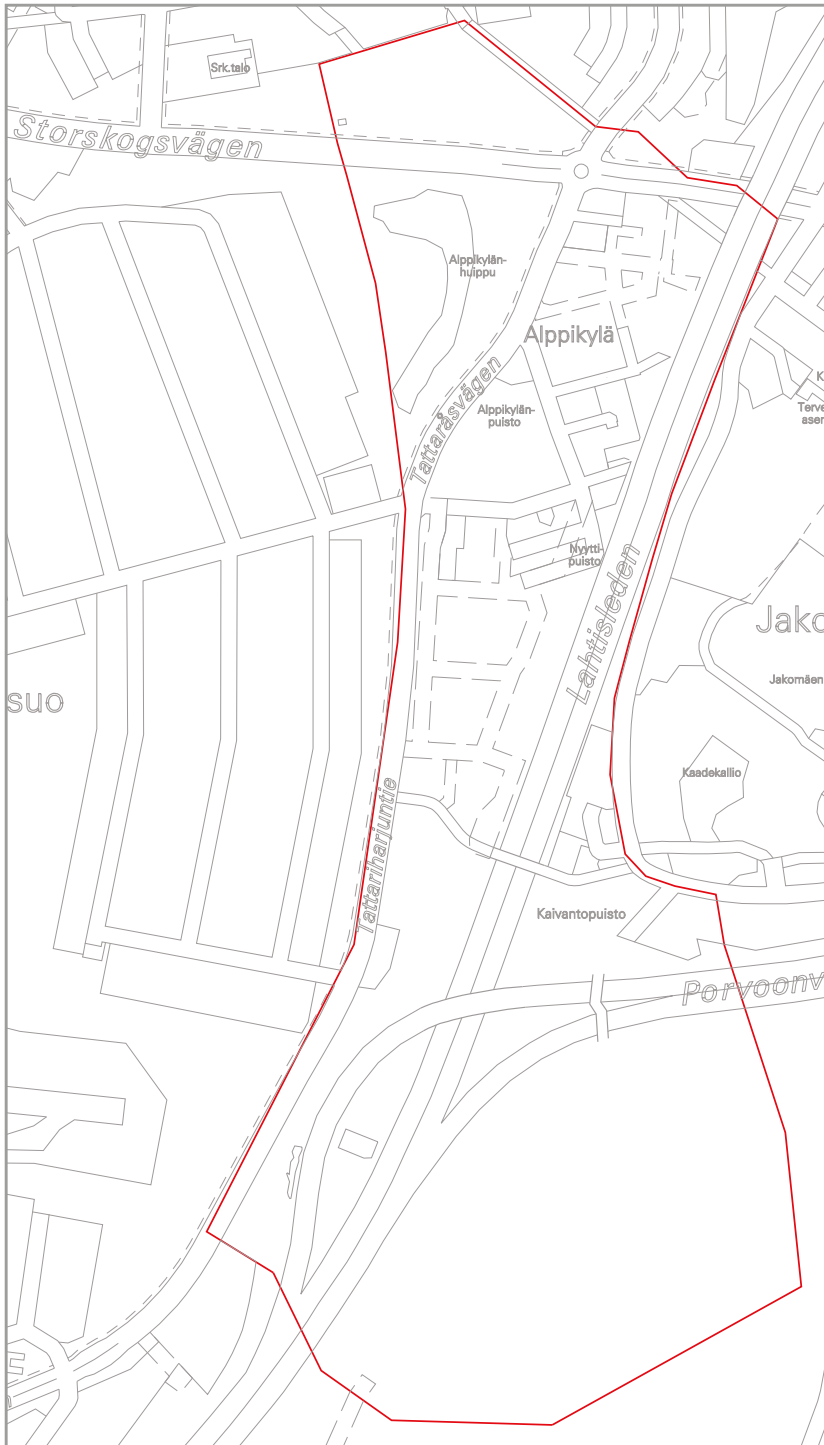 Srk.talo
Storskogsvägen
Alppikylän-
huippu
Alppikylä
Tattaråsvägen
Alppikylän-
puisto
K
Terve
asem
Nyytti-
puisto
Lahtisleden
Jako
Jakomäen
suo
Kaadekallio
Tattariharjuntie
Kaivantopuisto
Porvoonv